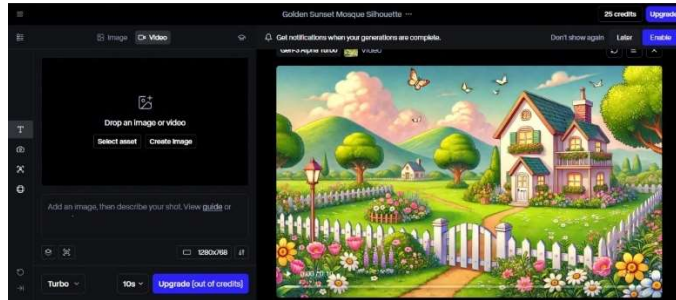 Golden Sunset Mosque Silhouette ···
25 credits
Upgrade
Image
Video
Get notifications when your generations are complete.
Don't show again
Later
Enable
Gen-3 Alpha Turbo
Video
Drop an image or video
Select asset
Create Image
T
Add an image, then describe your shot. View guide or
1280x768
Turbo
10s
Upgrade (out of credits)